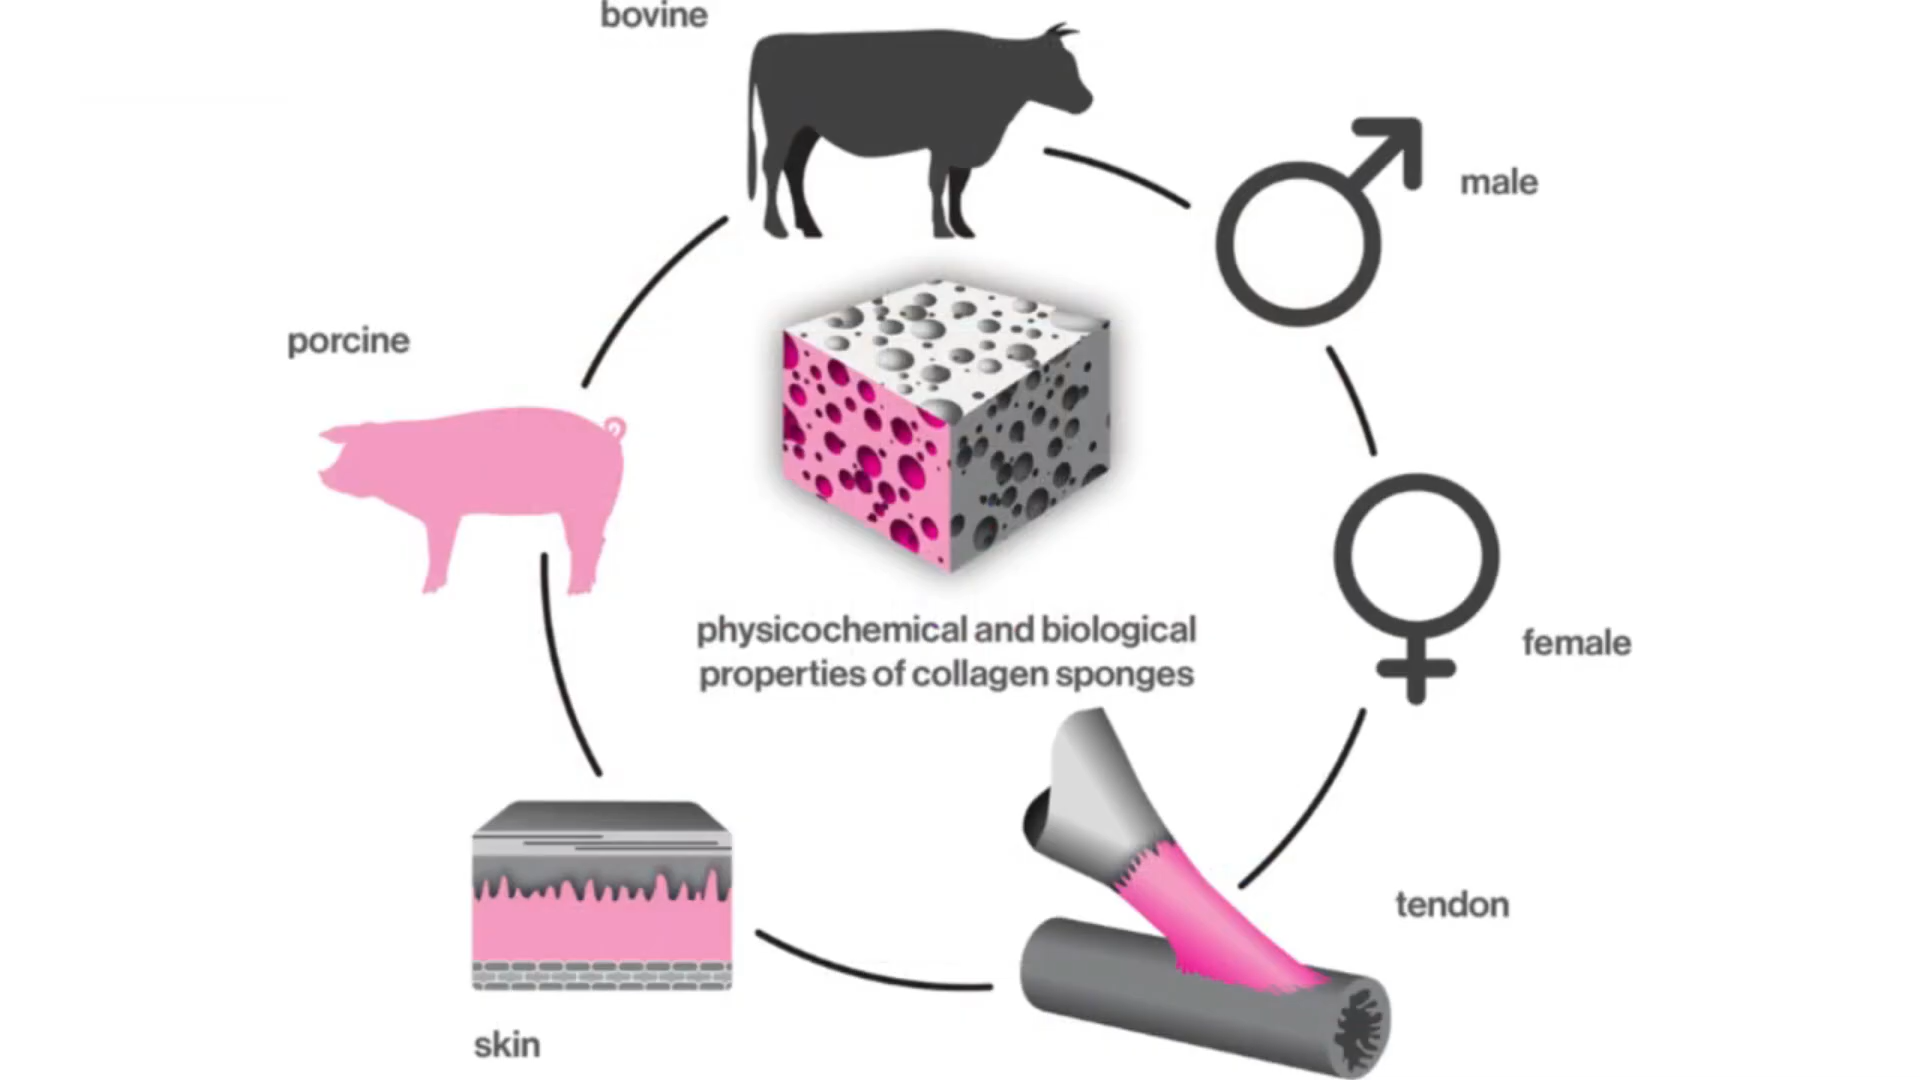 bovine
male
porcine
physicochemical and biological
properties of collagen sponges
female
tendon
skin